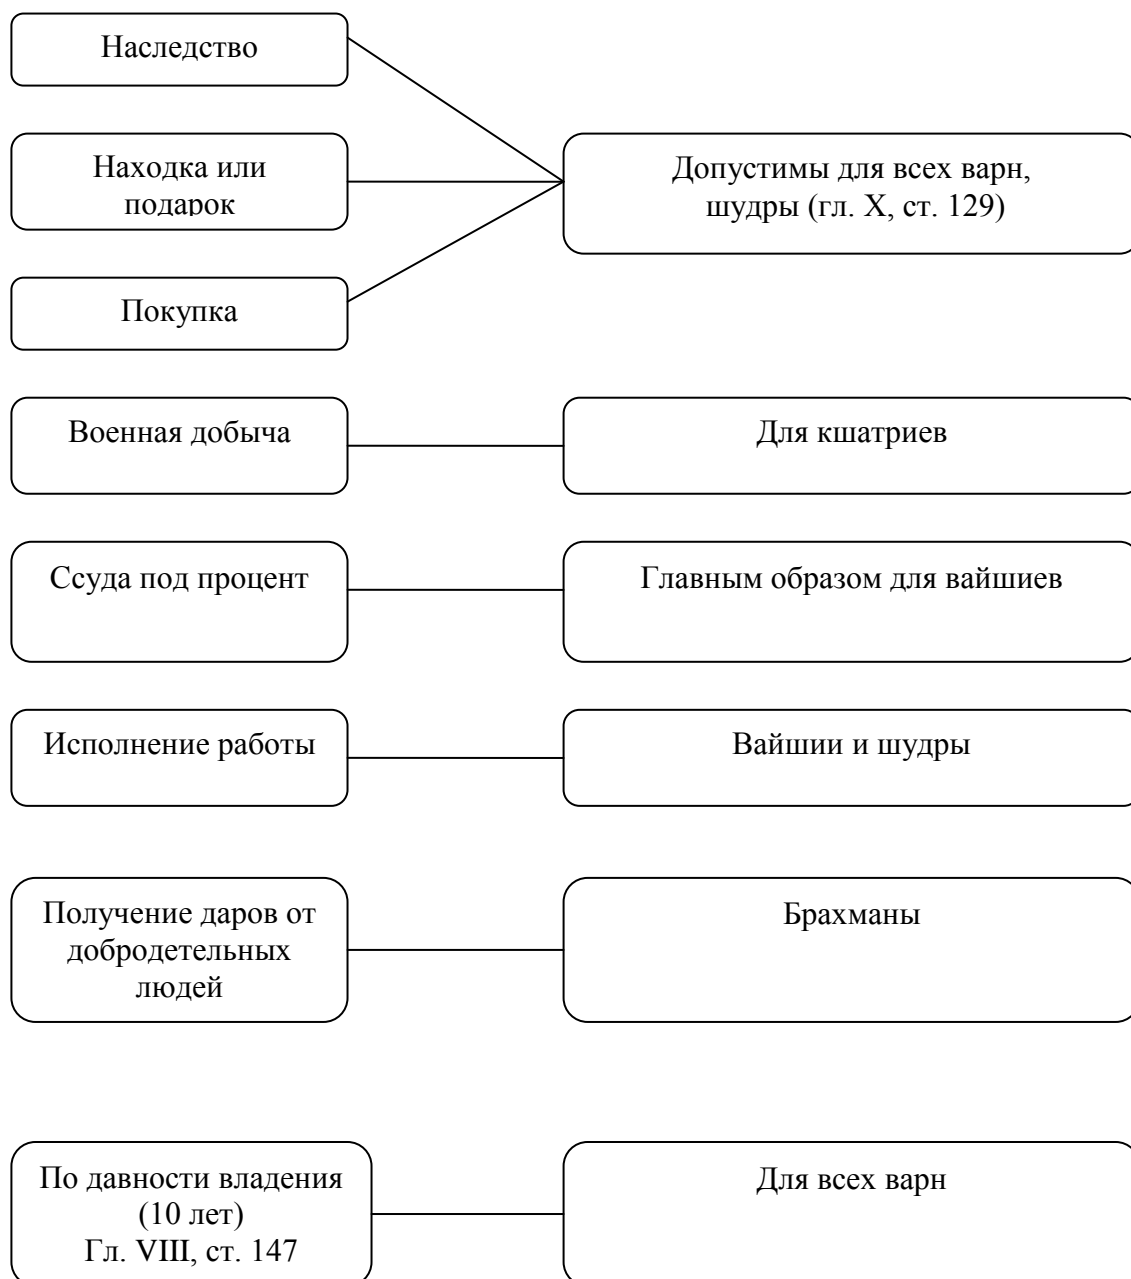 Наследство
Находка или
подарок
Покупка
Допустимы для всех варн,
шудры (гл. X, ст. 129)
Военная добыча
Для кшатриев
Ссуда под процент
Главным образом для вайшиев
Исполнение работы
Вайшии и шудры
Получение даров от
добродетельных
людей
Брахманы
По давности владения
(10 лет)
Гл. VIII, ст. 147
Для всех варн